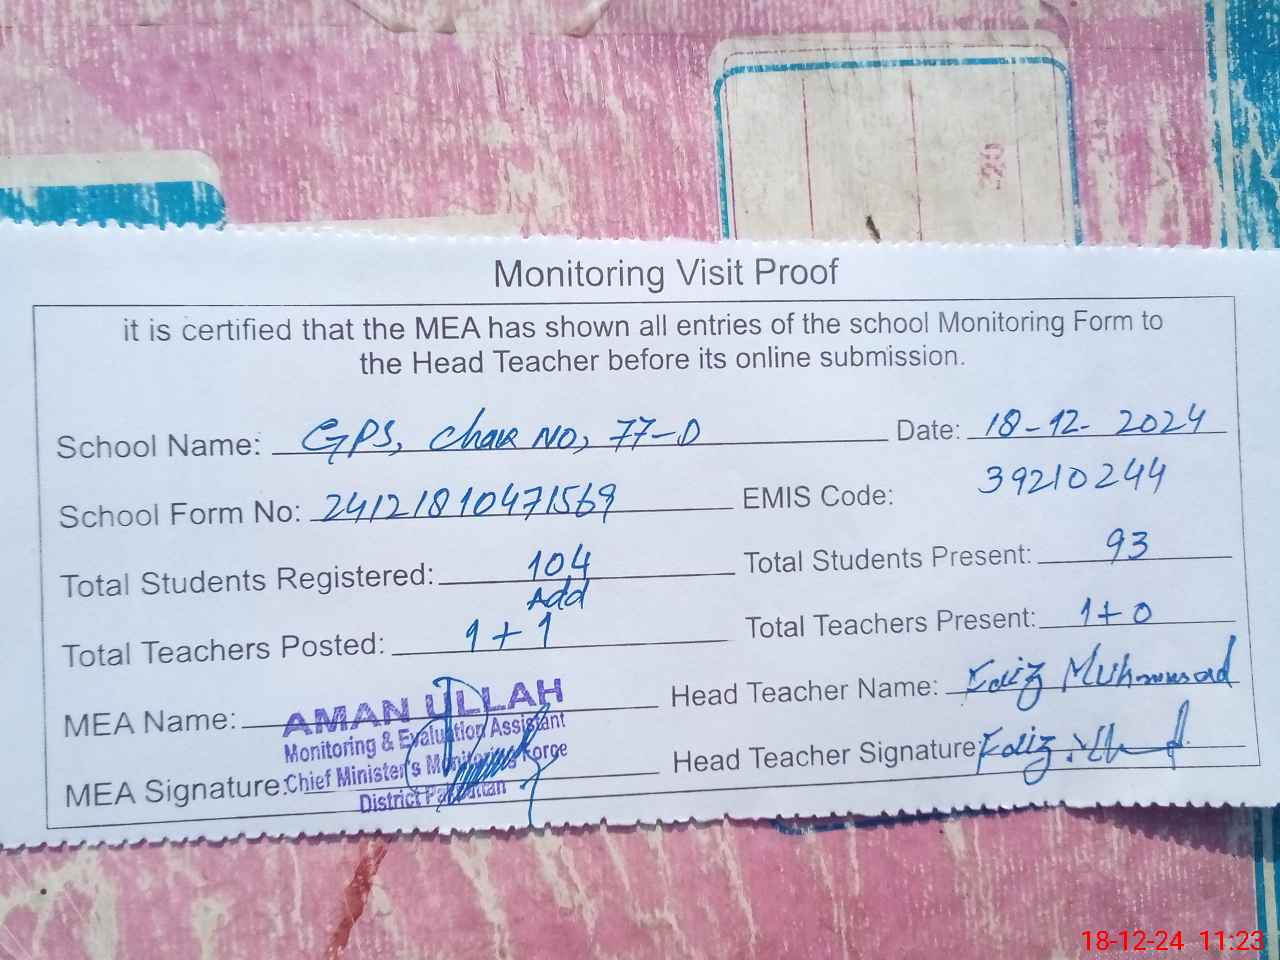 Monitoring Visit Proof
it is certified that the MEA has shown all entries of the school Monitoring Form to
the Head Teacher before its online submission.
School Name: GPS, Chak NO, 77-D Date: 18-12-2024
School Form No: 24121810471569 EMIS Code: 39210244
Total Students Registered: 104 Total Students Present: 93
Add
Total Teachers Posted: 1+1 Total Teachers Present: 1+0
MEA Name: AMAN ULLAH Head Teacher Name: Faiz Muhammad
Monitoring & Evaluation Assistant
MEA Signature: Chief Minister's Monitoring Force Head Teacher Signature: Faiz
District Pakpattan
18-12-24 11:23